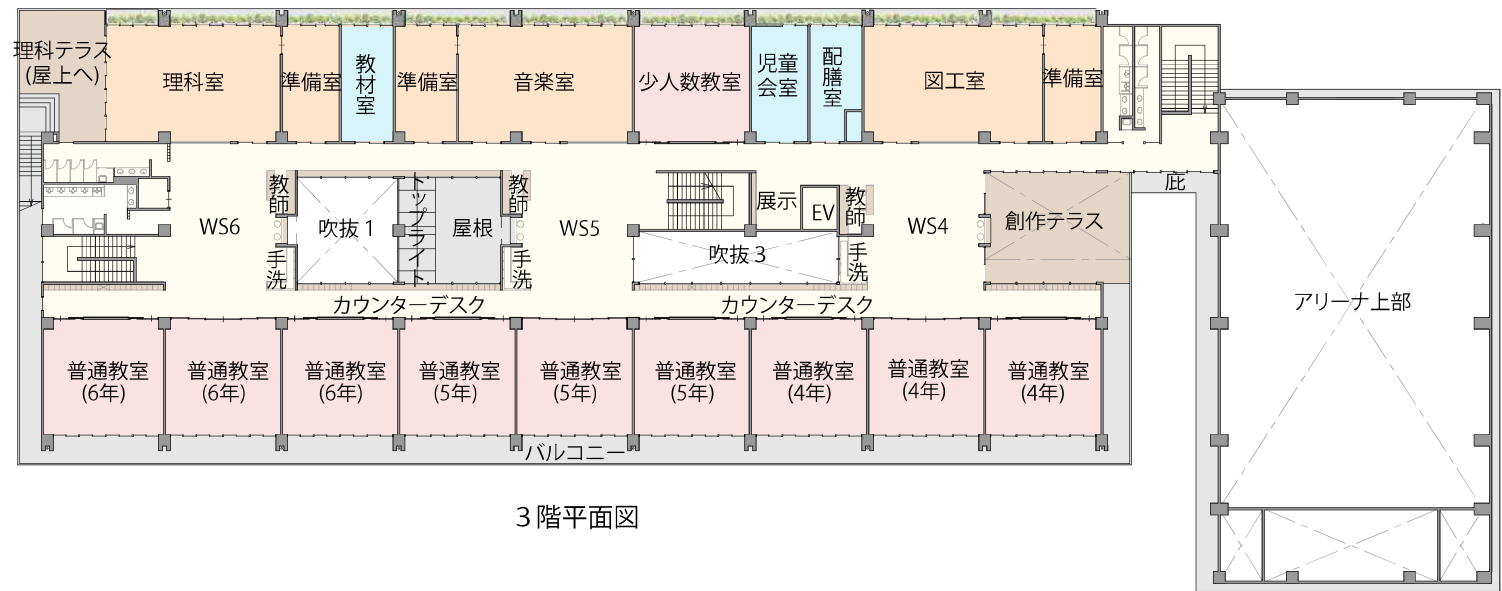 理科テラス
(屋上へ)
理科室
準備室
教材室
準備室
音楽室
少人数教室
児童
会室
配膳室
図工室
準備室
庇
WS6
教師
手洗
吹抜1
トップライト
屋根
教師
手洗
WS5
展示
EV
教師
吹抜3
手洗
WS4
創作テラス
アリーナ上部
カウンターデスク
カウンターデスク
普通教室
(6年)
普通教室
(6年)
普通教室
(6年)
普通教室
(5年)
普通教室
(5年)
普通教室
(5年)
普通教室
(4年)
普通教室
(4年)
普通教室
(4年)
バルコニー
3階平面図